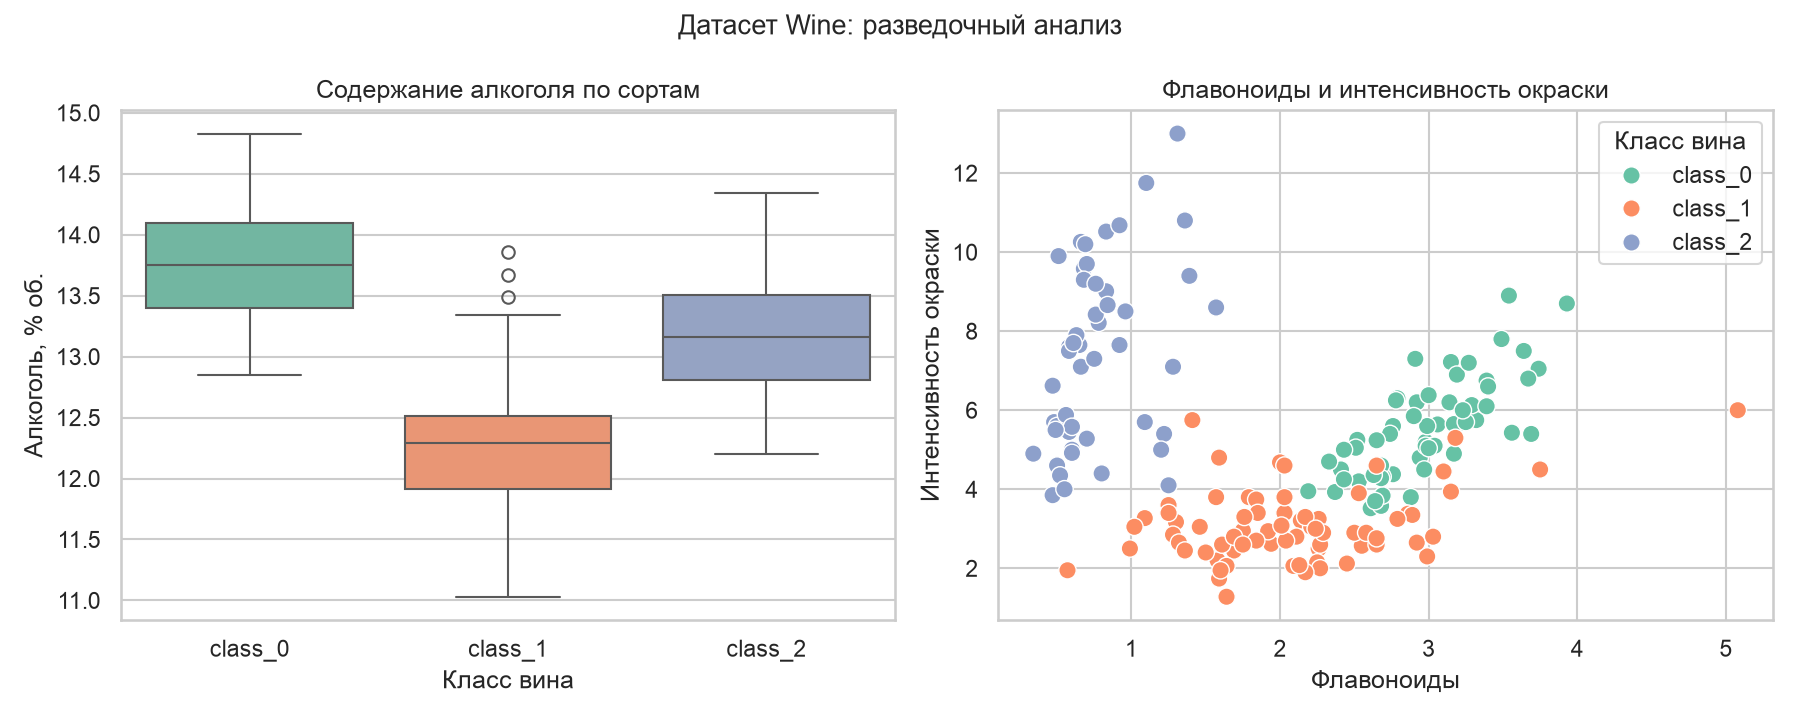 Датасет Wine: разведочный анализ
Содержание алкоголя по сортам
Алкоголь, % об.
15.0
14.5
14.0
13.5
13.0
12.5
12.0
11.5
11.0
class_0
class_1
class_2
Класс вина
Флавоноиды и интенсивность окраски
Интенсивность окраски
12
10
8
6
4
2
Класс вина
class_0
class_1
class_2
1
2
3
4
5
Флавоноиды